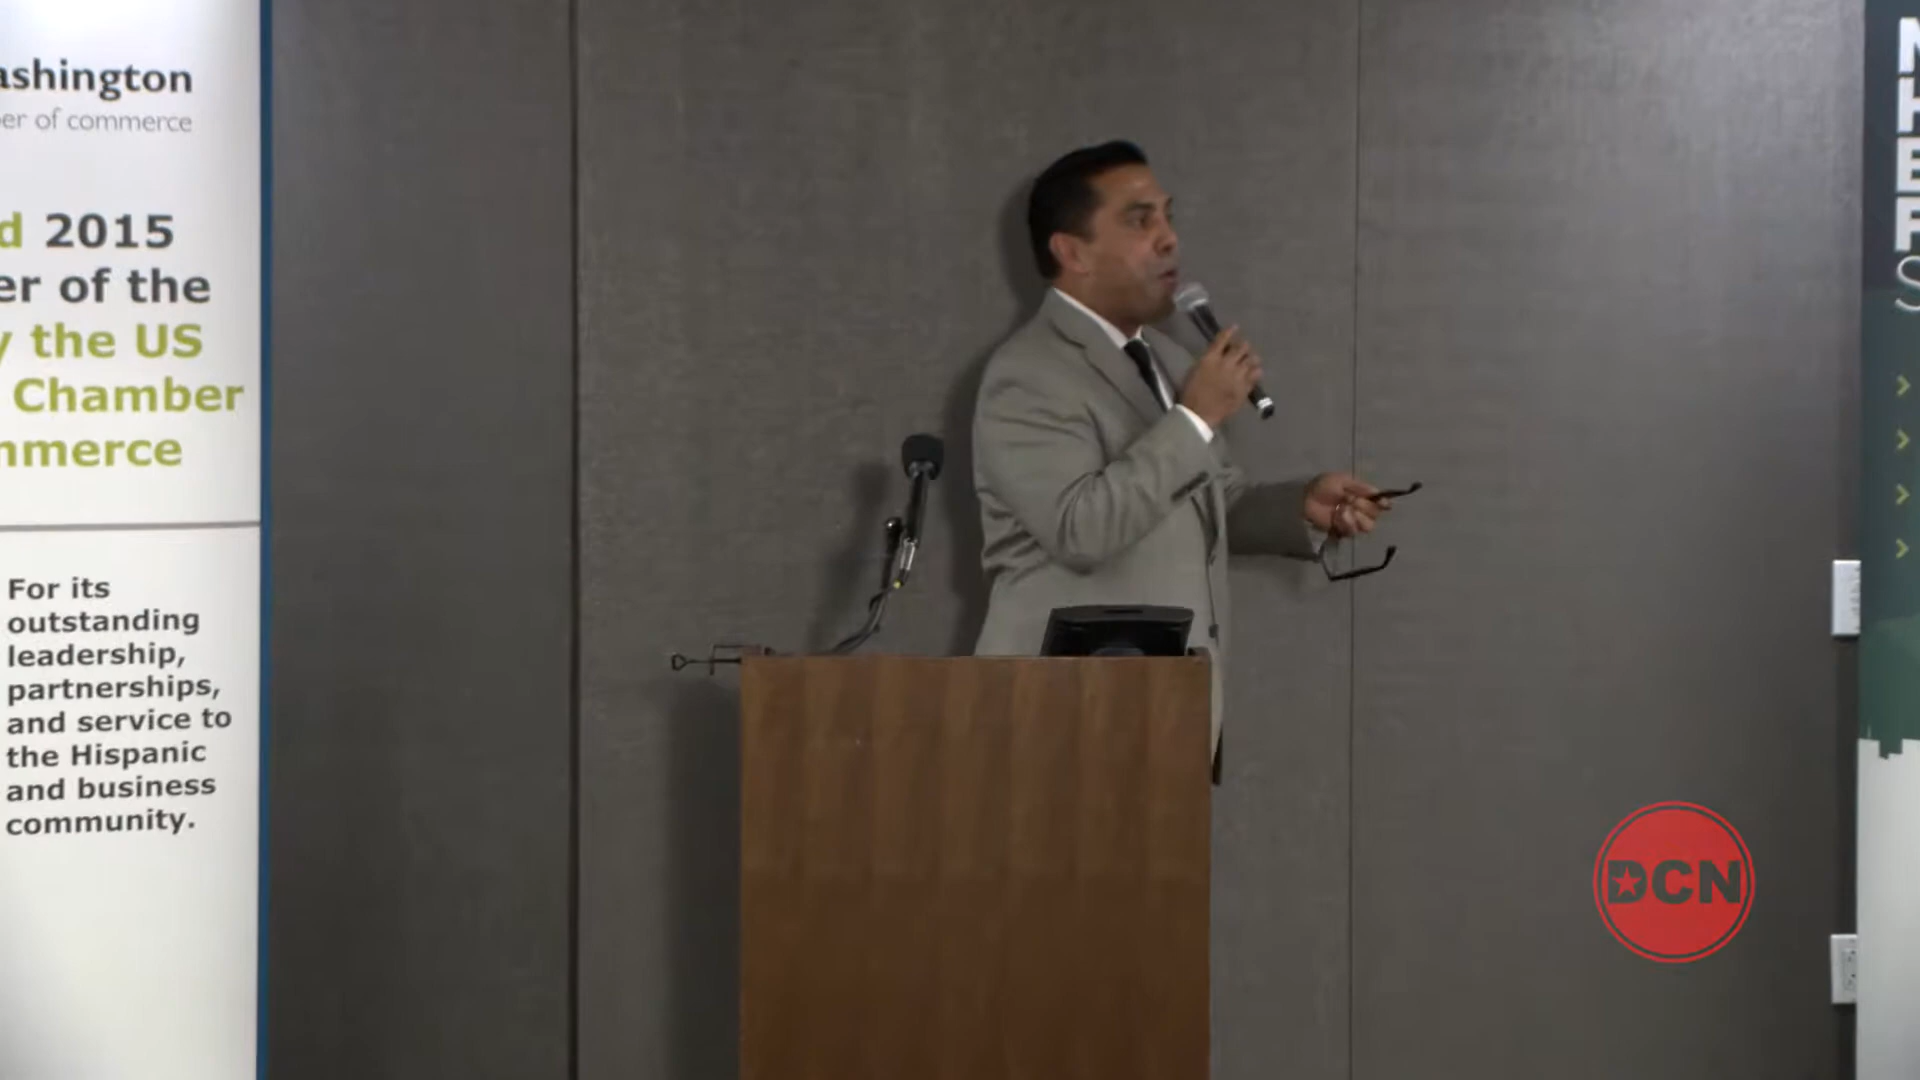 ashington
er of commerce
d 2015
er of the
y the US
Chamber
mmerce
For its
outstanding
leadership,
partnerships,
and service to
the Hispanic
and business
community.
DCN